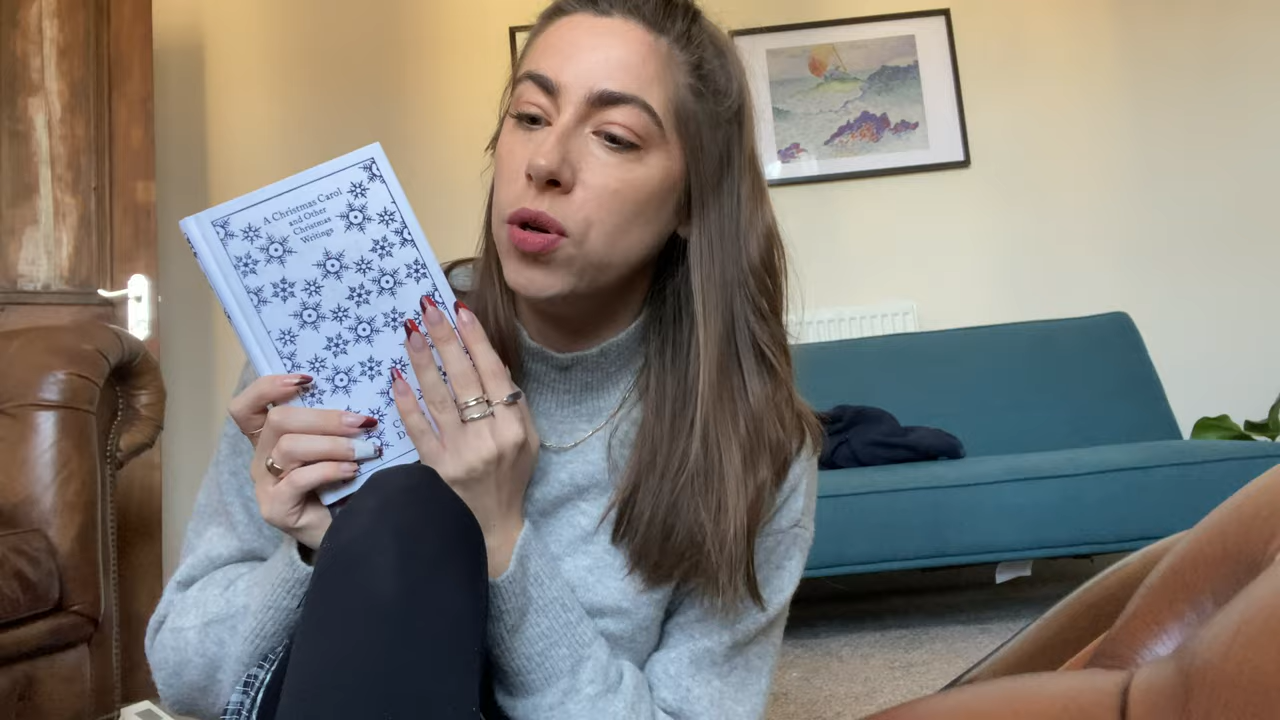 A Christmas Carol
and Other
Christmas
Writings